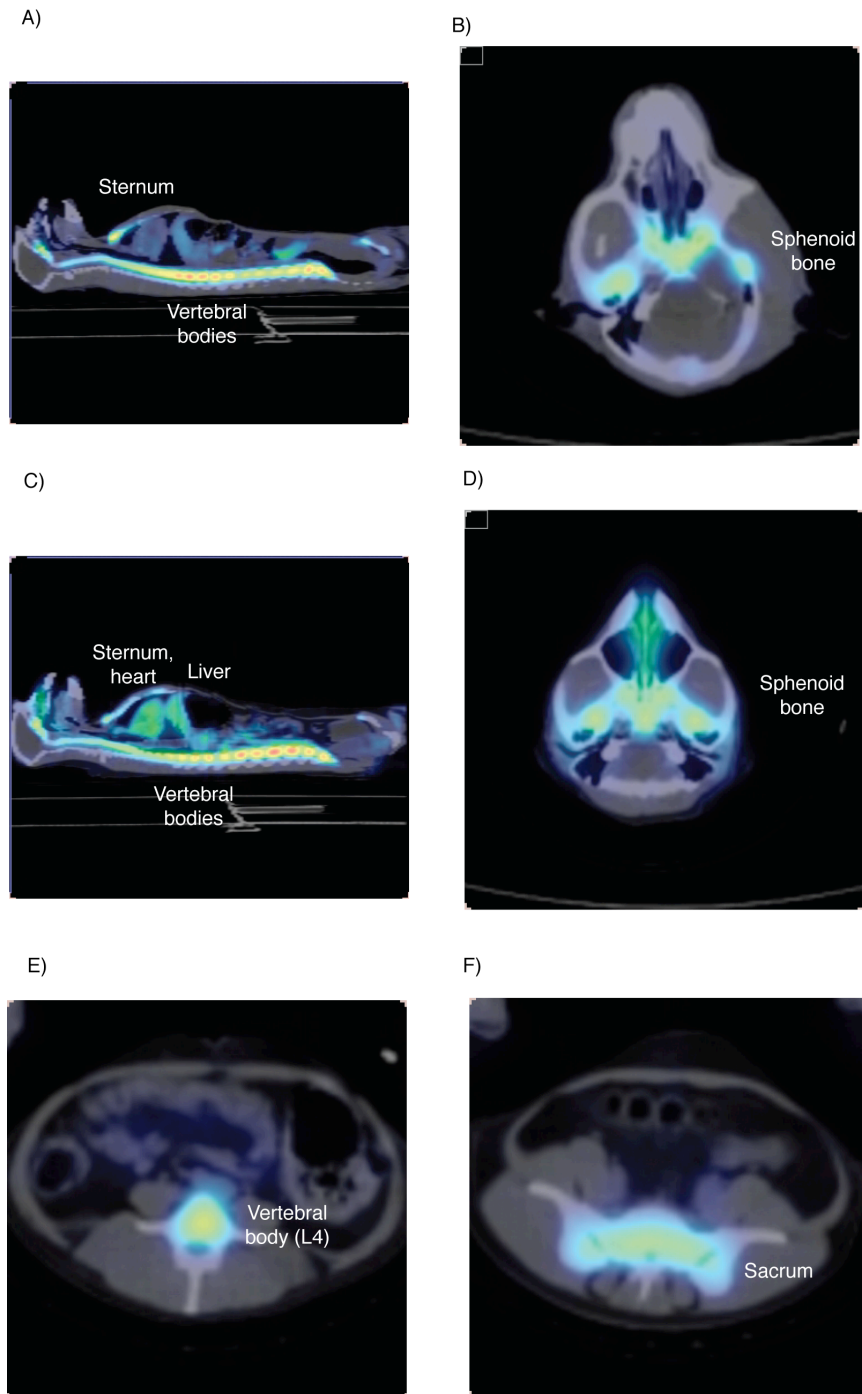 A)
Sternum
Vertebral
bodies
B)
Sphenoid
bone
C)
Sternum,
heart
Liver
Vertebral
bodies
D)
Sphenoid
bone
E)
Vertebral
body (L4)
F)
Sacrum